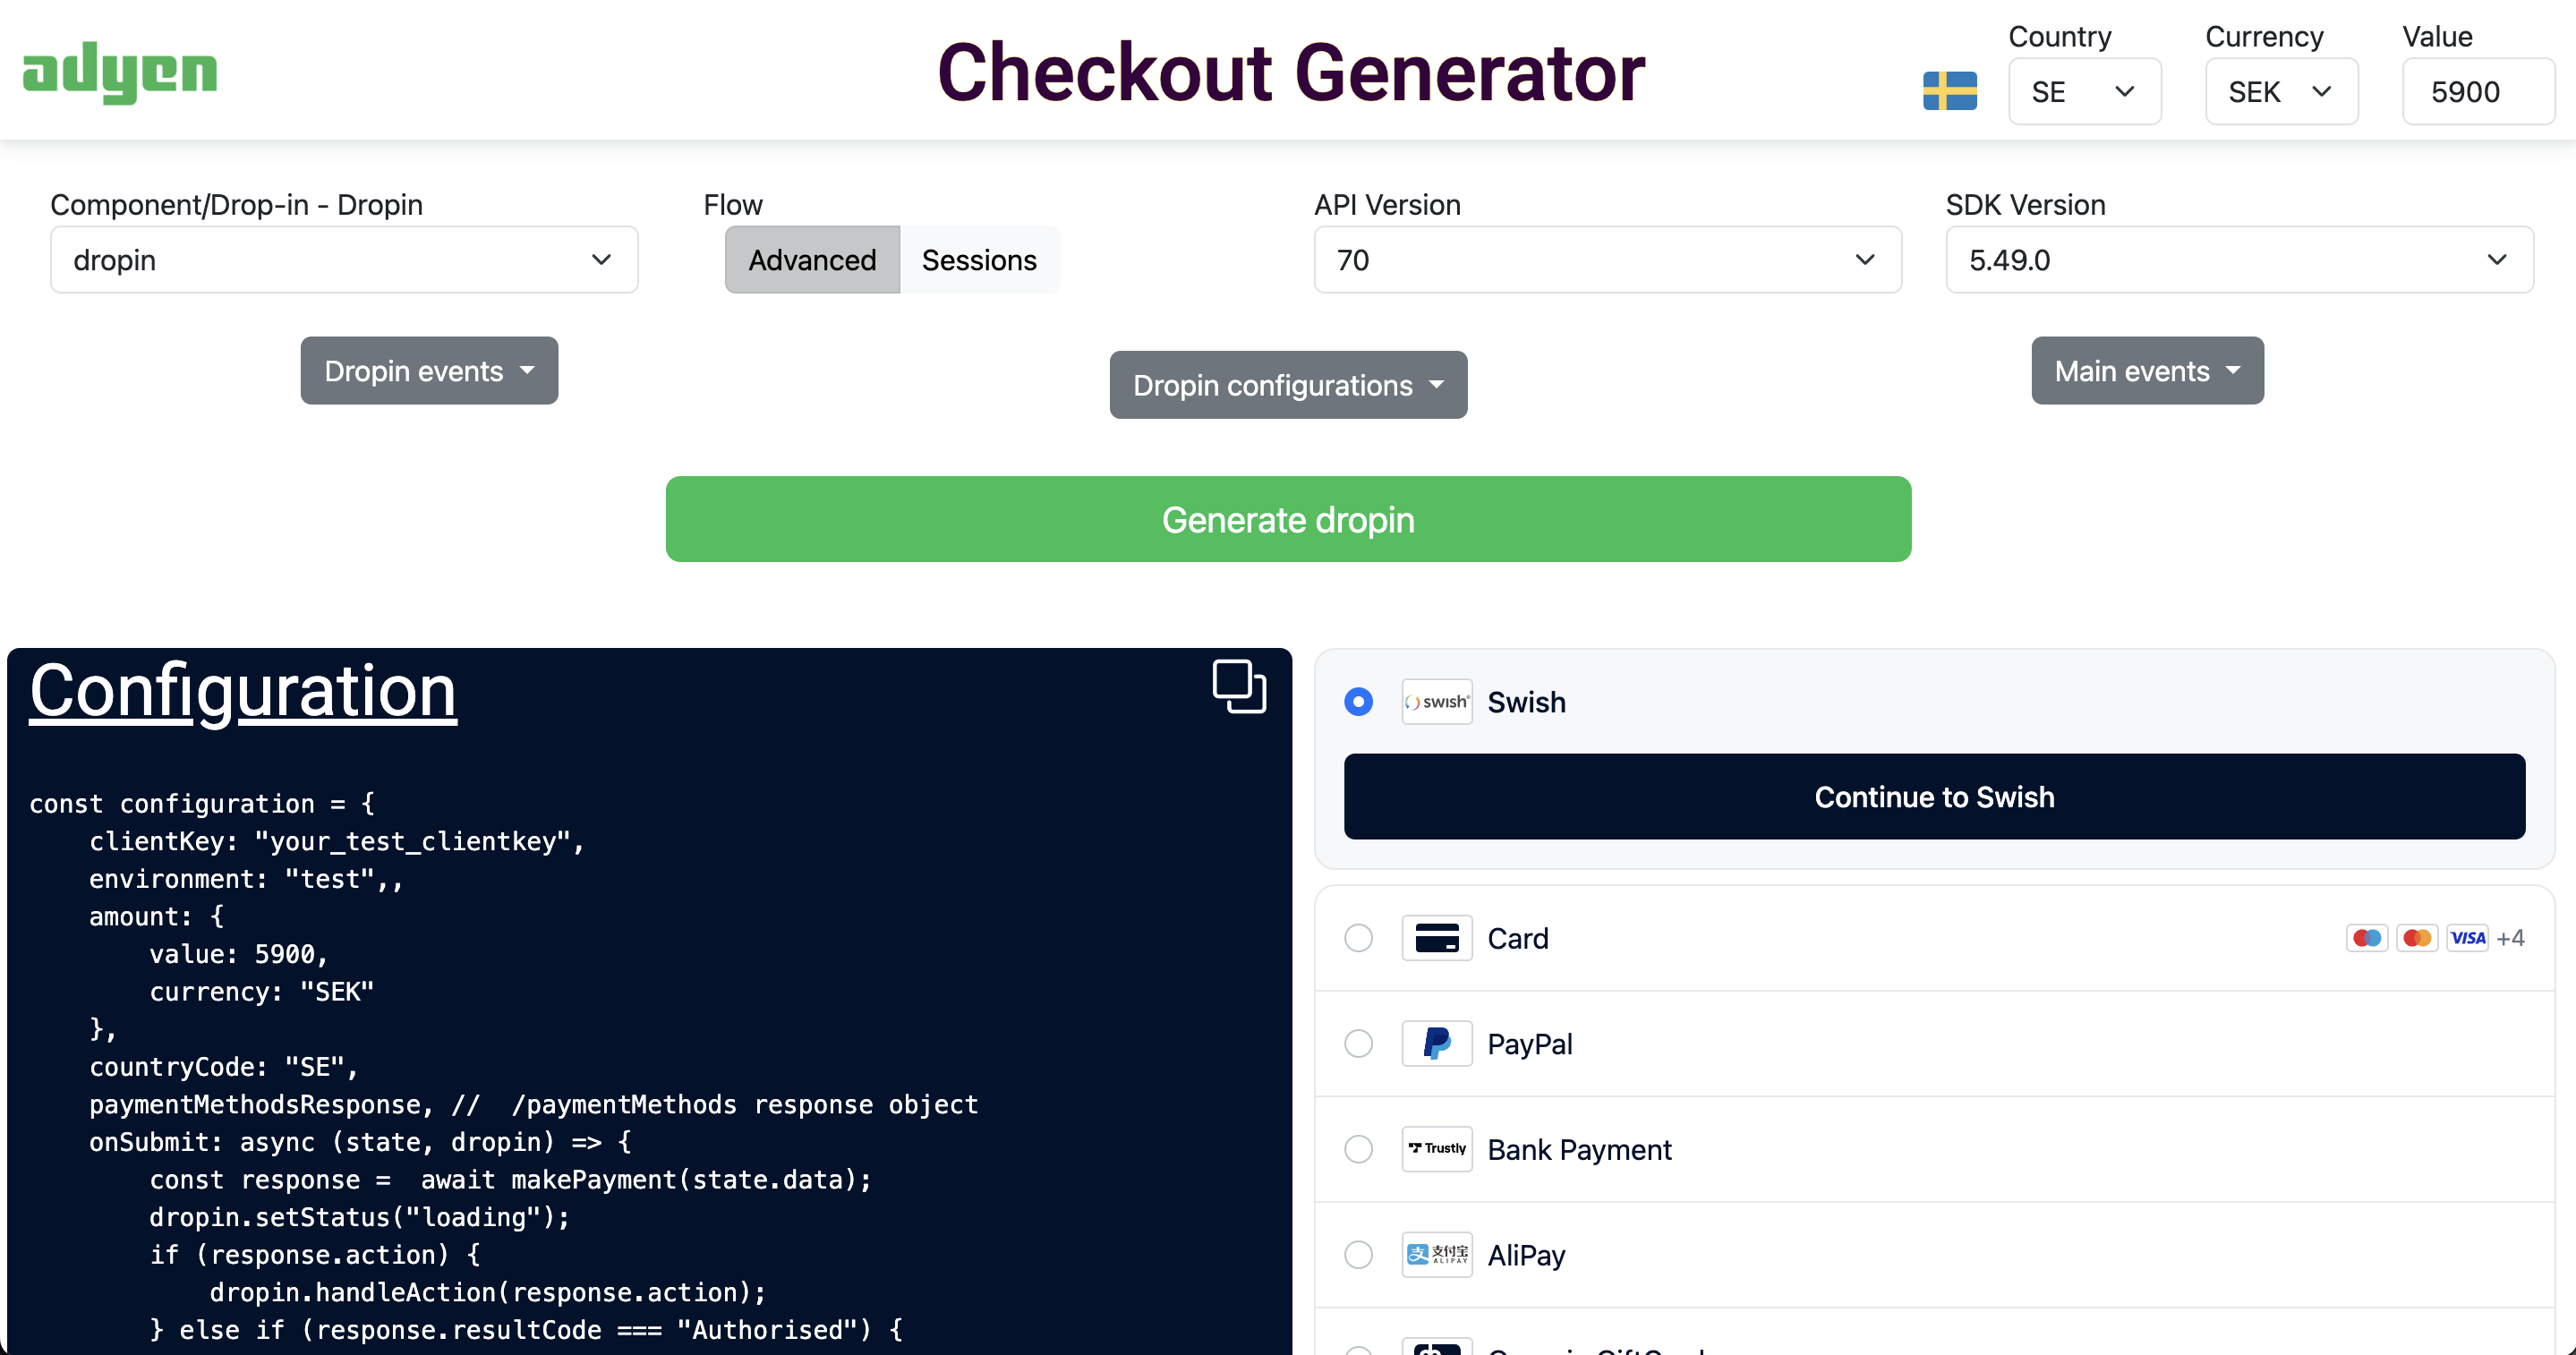 adyen
Checkout Generator
Country
SE
Currency
SEK
Value
5900
Component/Drop-in - Dropin
dropin
Flow
Advanced
Sessions
API Version
70
SDK Version
5.49.0
Dropin events
Dropin configurations
Main events
Generate dropin
Configuration
const configuration = {
    clientKey: "your_test_clientkey",
    environment: "test",,
    amount: {
        value: 5900,
        currency: "SEK"
    },
    countryCode: "SE",
    paymentMethodsResponse, //  /paymentMethods response object
    onSubmit: async (state, dropin) => {
        const response =  await makePayment(state.data);
        dropin.setStatus("loading");
        if (response.action) {
            dropin.handleAction(response.action);
        } else if (response.resultCode === "Authorised") {
swish® Swish
Continue to Swish
Card
VISA +4
PayPal
Trustly Bank Payment
支付宝 ALIPAY AliPay